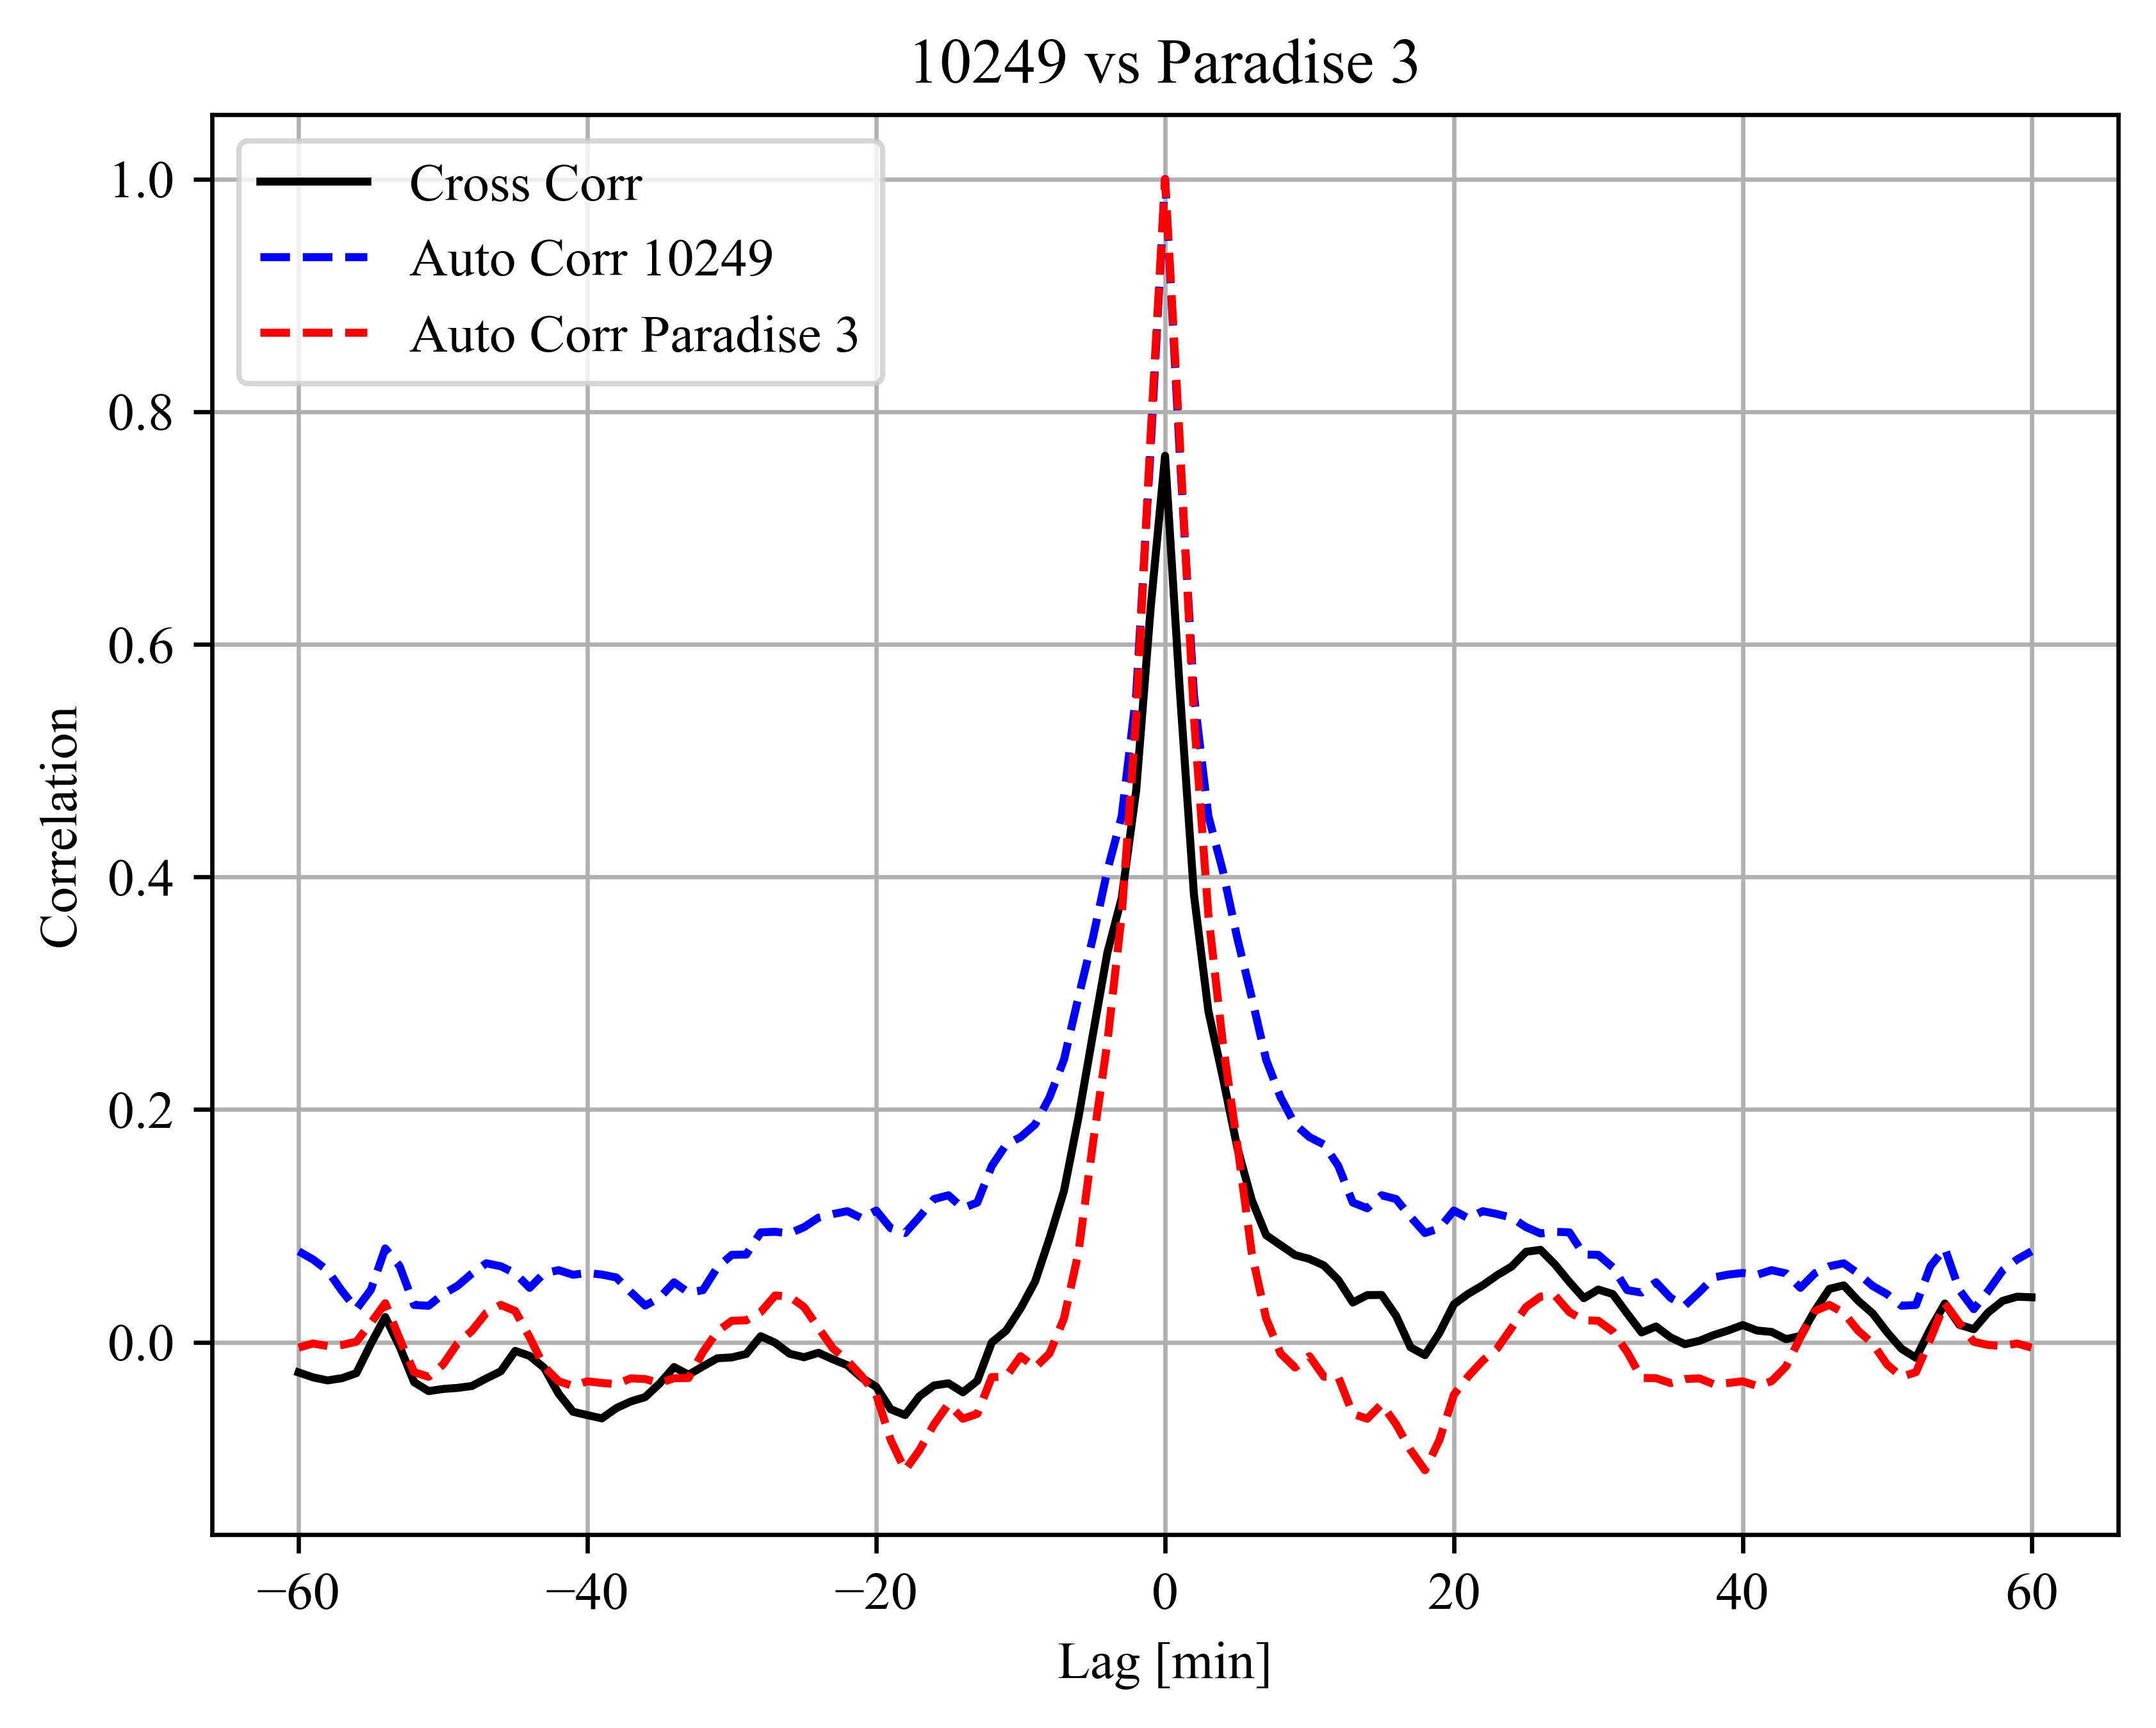 10249 vs Paradise 3
Cross Corr
Auto Corr 10249
Auto Corr Paradise 3
1.0
0.8
0.6
0.4
0.2
0.0
Correlation
−60 −40 −20 0 20 40 60
Lag [min]